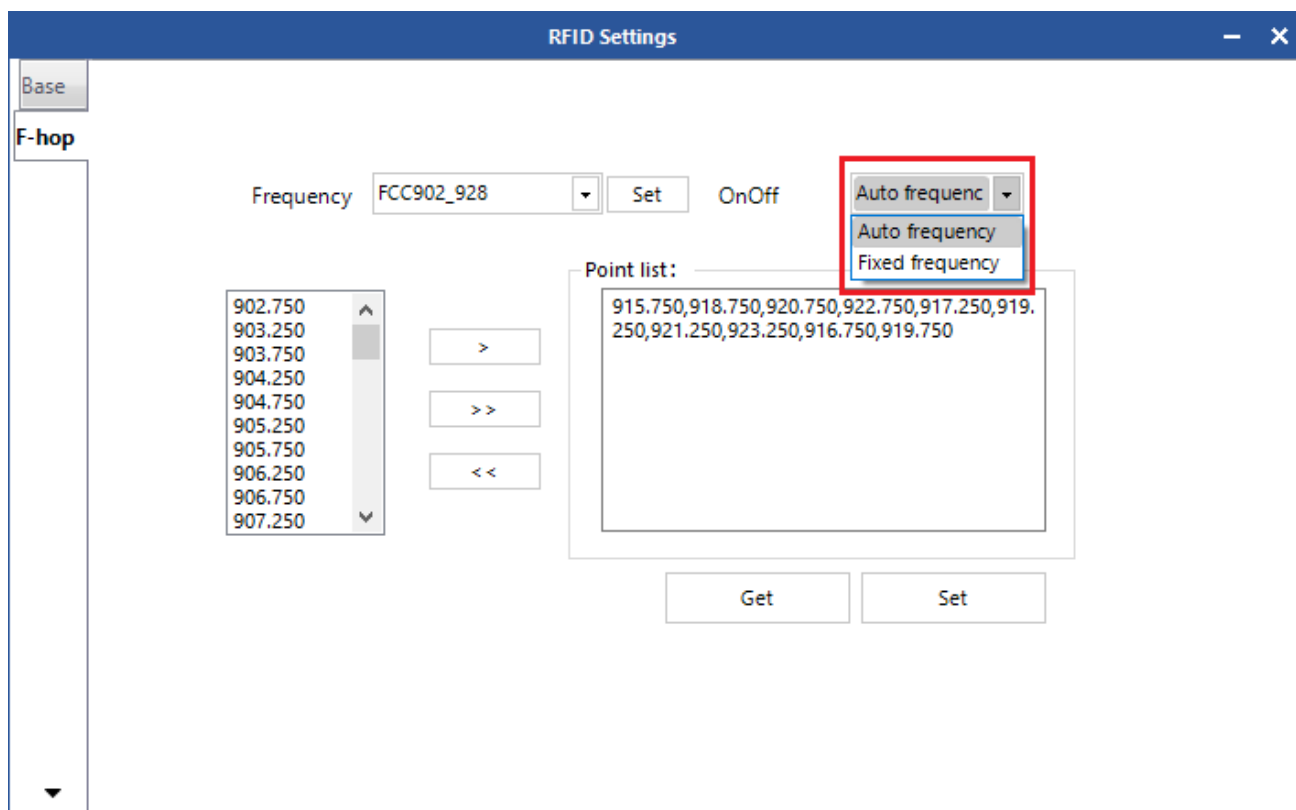 RFID Settings
Base
F-hop
Frequency
FCC902_928
Set
OnOff
Auto frequenc
Auto frequency
Fixed frequency
902.750
903.250
903.750
904.250
904.750
905.250
905.750
906.250
906.750
907.250
>
>>
<<
Point list:
915.750,918.750,920.750,922.750,917.250,919.
250,921.250,923.250,916.750,919.750
Get
Set